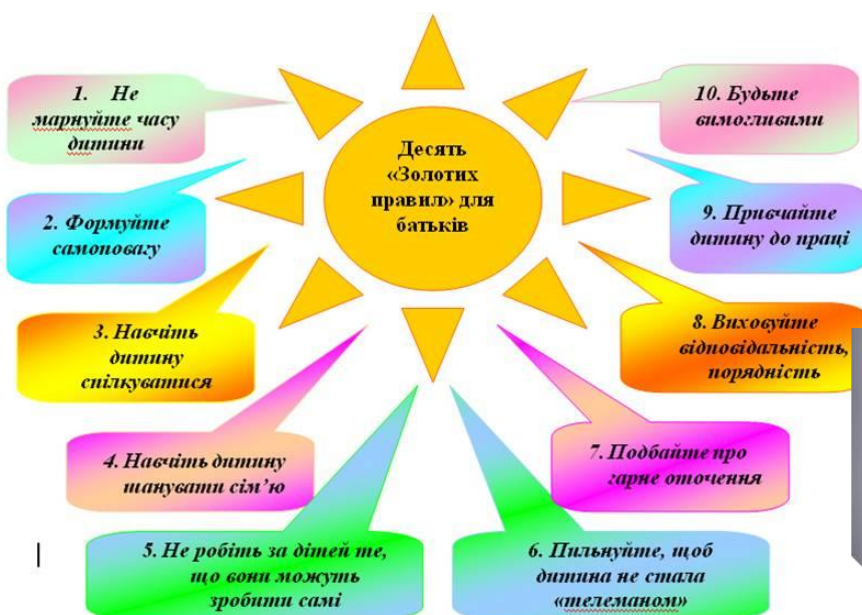 Десять
«Золотих
правил» для
батьків
1. Не
марнуйте часу
дитини
2. Формуйте
самоповагу
3. Навчіть
дитину
спілкуватися
4. Навчіть дитину
шанувати сім’ю
5. Не робіть за дітей те,
що вони можуть
зробити самі
6. Пильнуйте, щоб
дитина не стала
«телеманом»
7. Подбайте про
гарне оточення
8. Виховуйте
відповідальність,
порядність
9. Привчайте
дитину до праці
10. Будьте
вимогливими